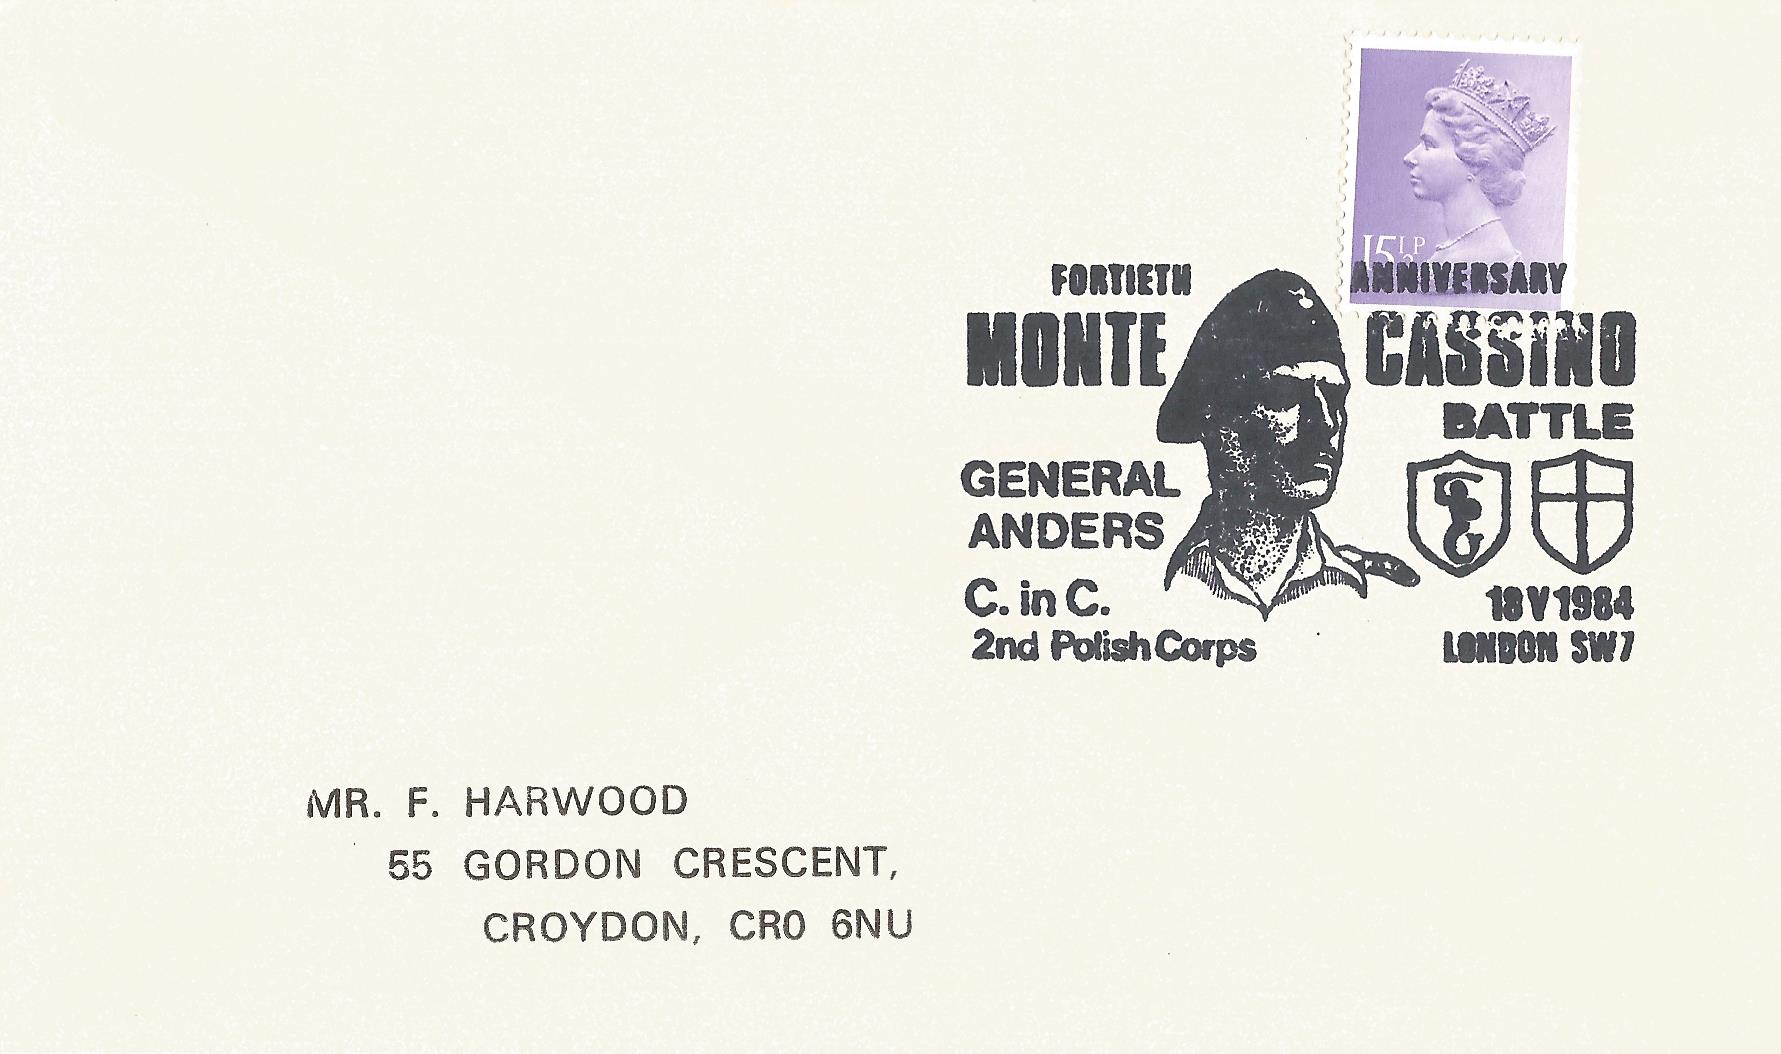 15½P
FORTIETH ANNIVERSARY
MONTE CASSINO
BATTLE
GENERAL
ANDERS
C. in C.
2nd Polish Corps
18 V 1984
LONDON SW7
MR. F. HARWOOD
55 GORDON CRESCENT,
CROYDON, CR0 6NU